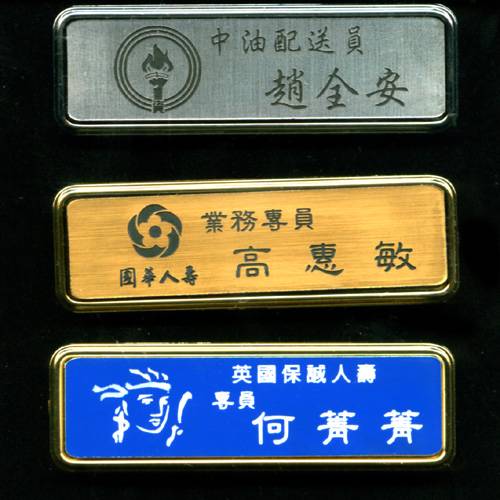 中油配送員
趙全安
業務專員
國華人壽
高惠敏
英國保誠人壽
專員
何菁菁